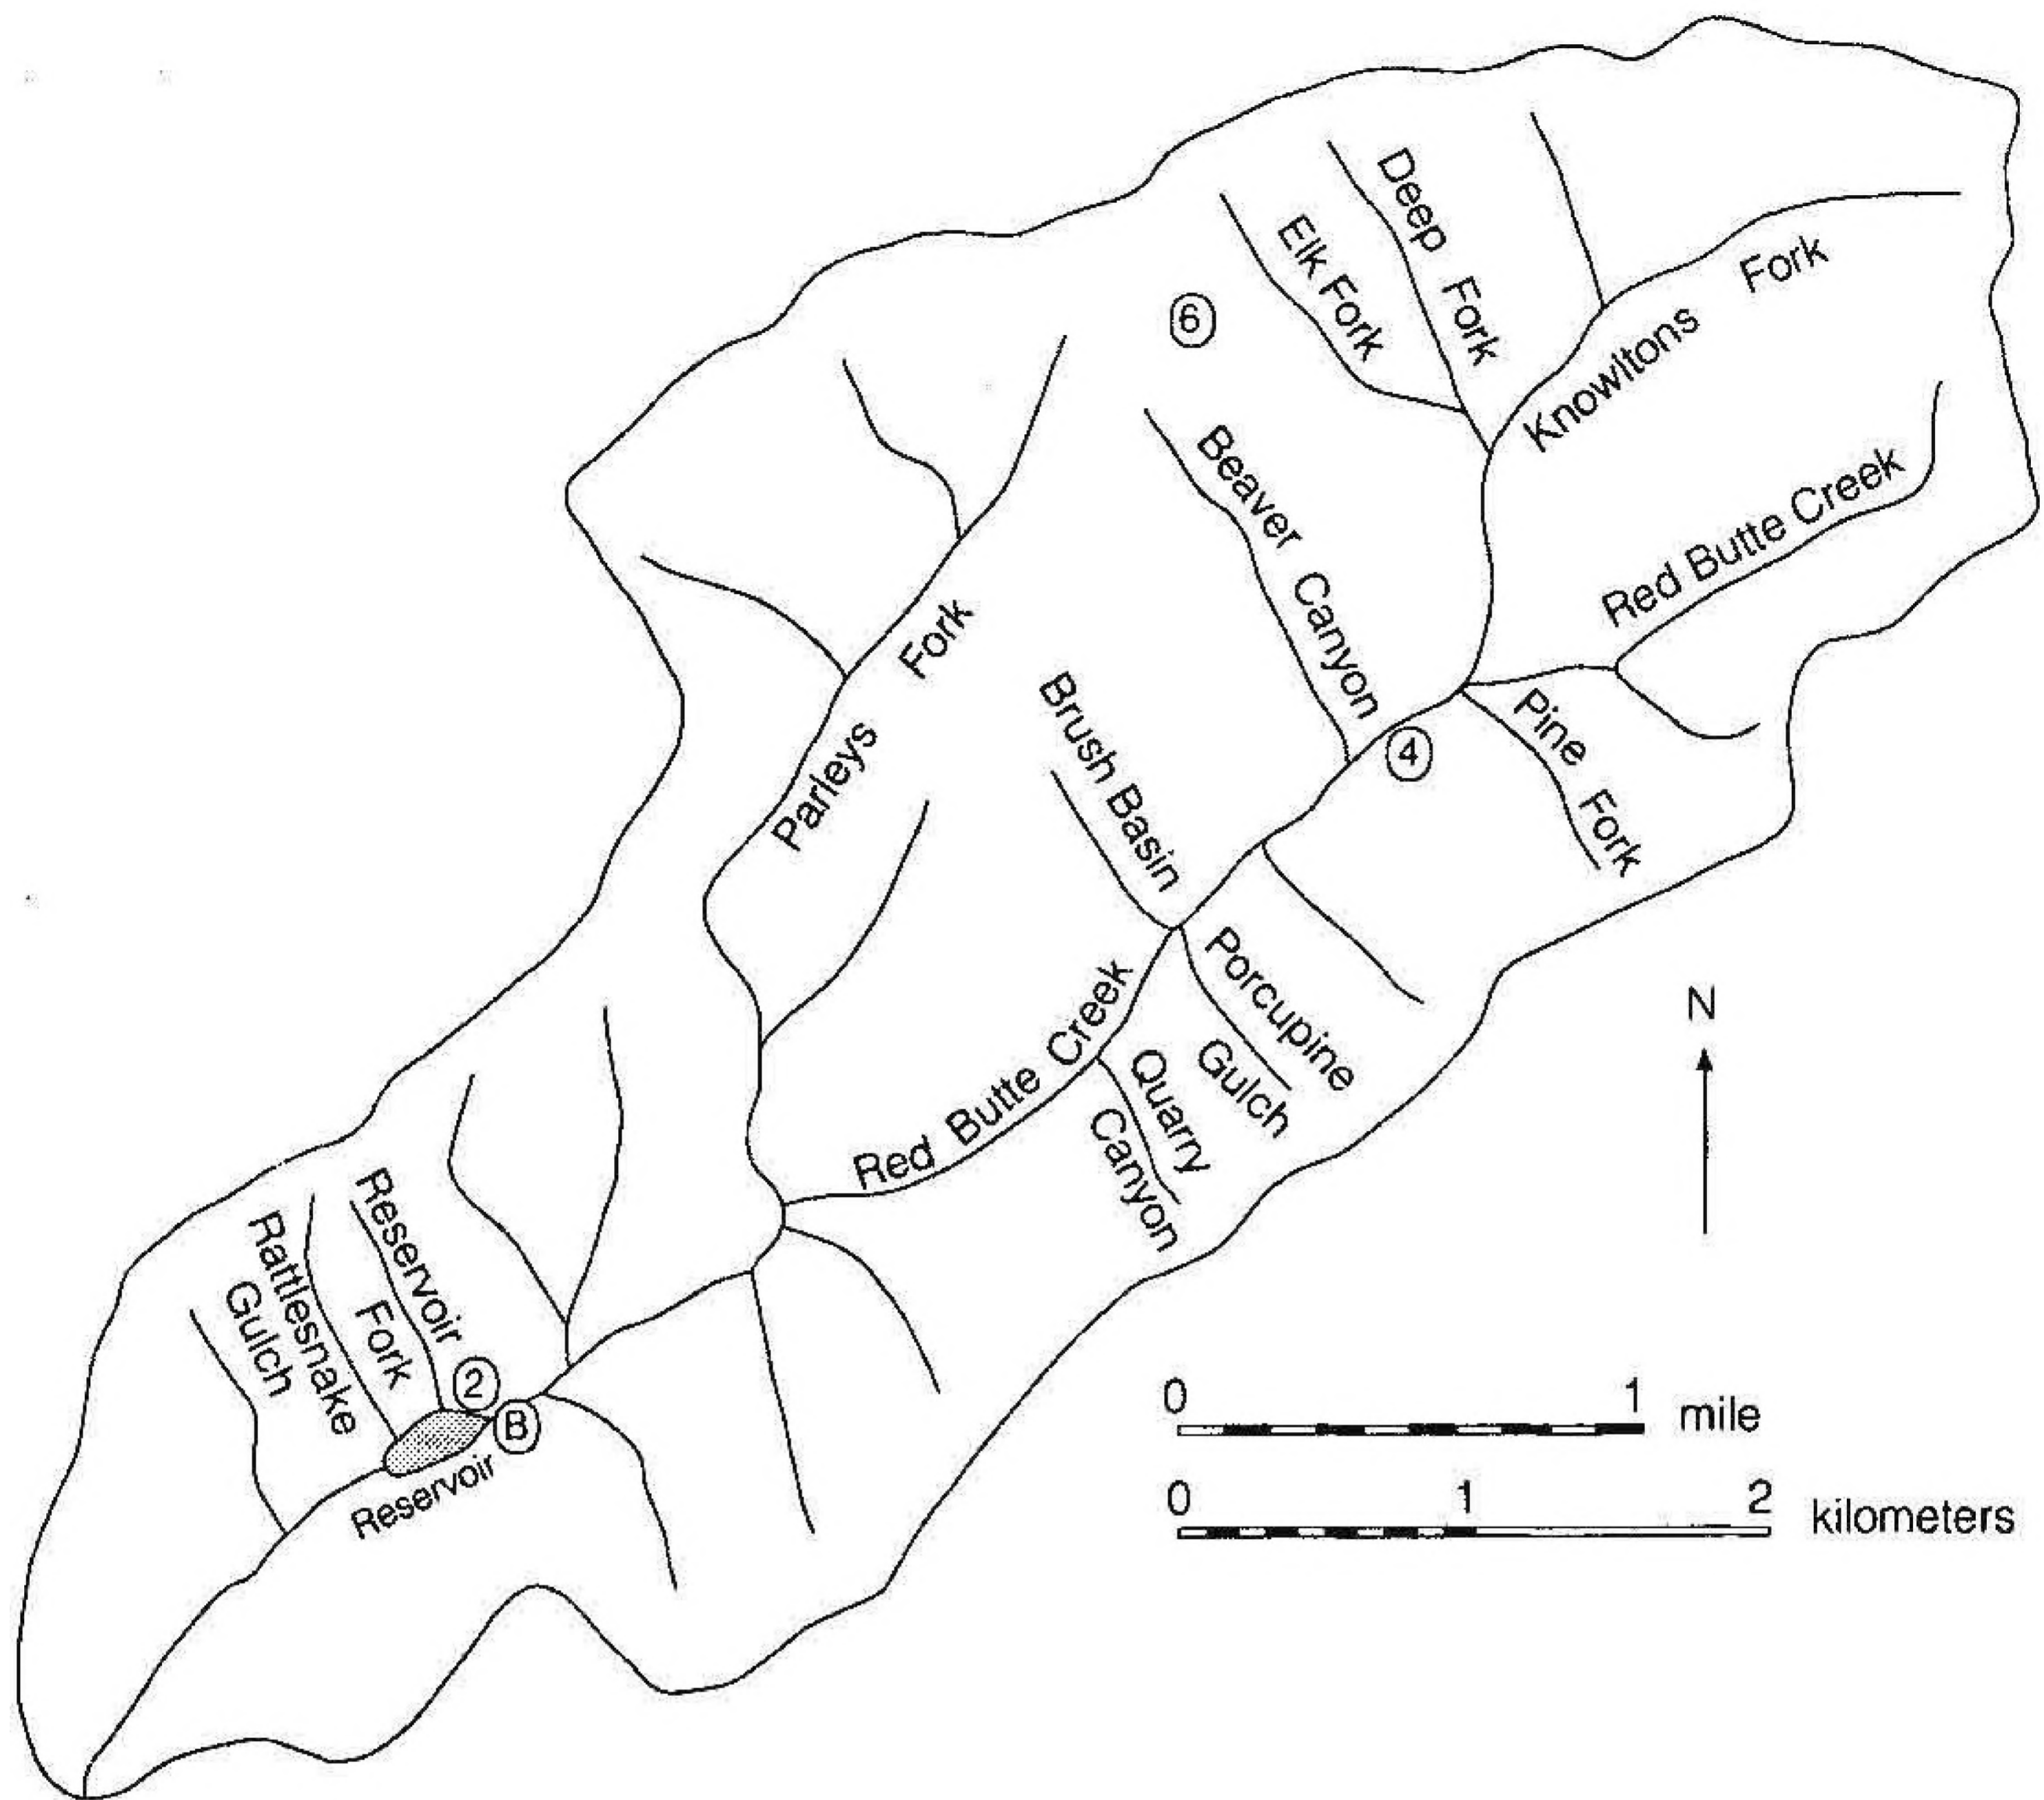 Deep Fork
Elk Fork
Knowltons Fork
6
Beaver Canyon
Red Butte Creek
Parleys Fork
Brush Basin
4
Pine Fork
Porcupine
Gulch
Red Butte Creek
Quarry
Canyon
N
Reservoir
Fork
Rattlesnake
Gulch
2
B
Reservoir
0 1 mile
0 1 2 kilometers